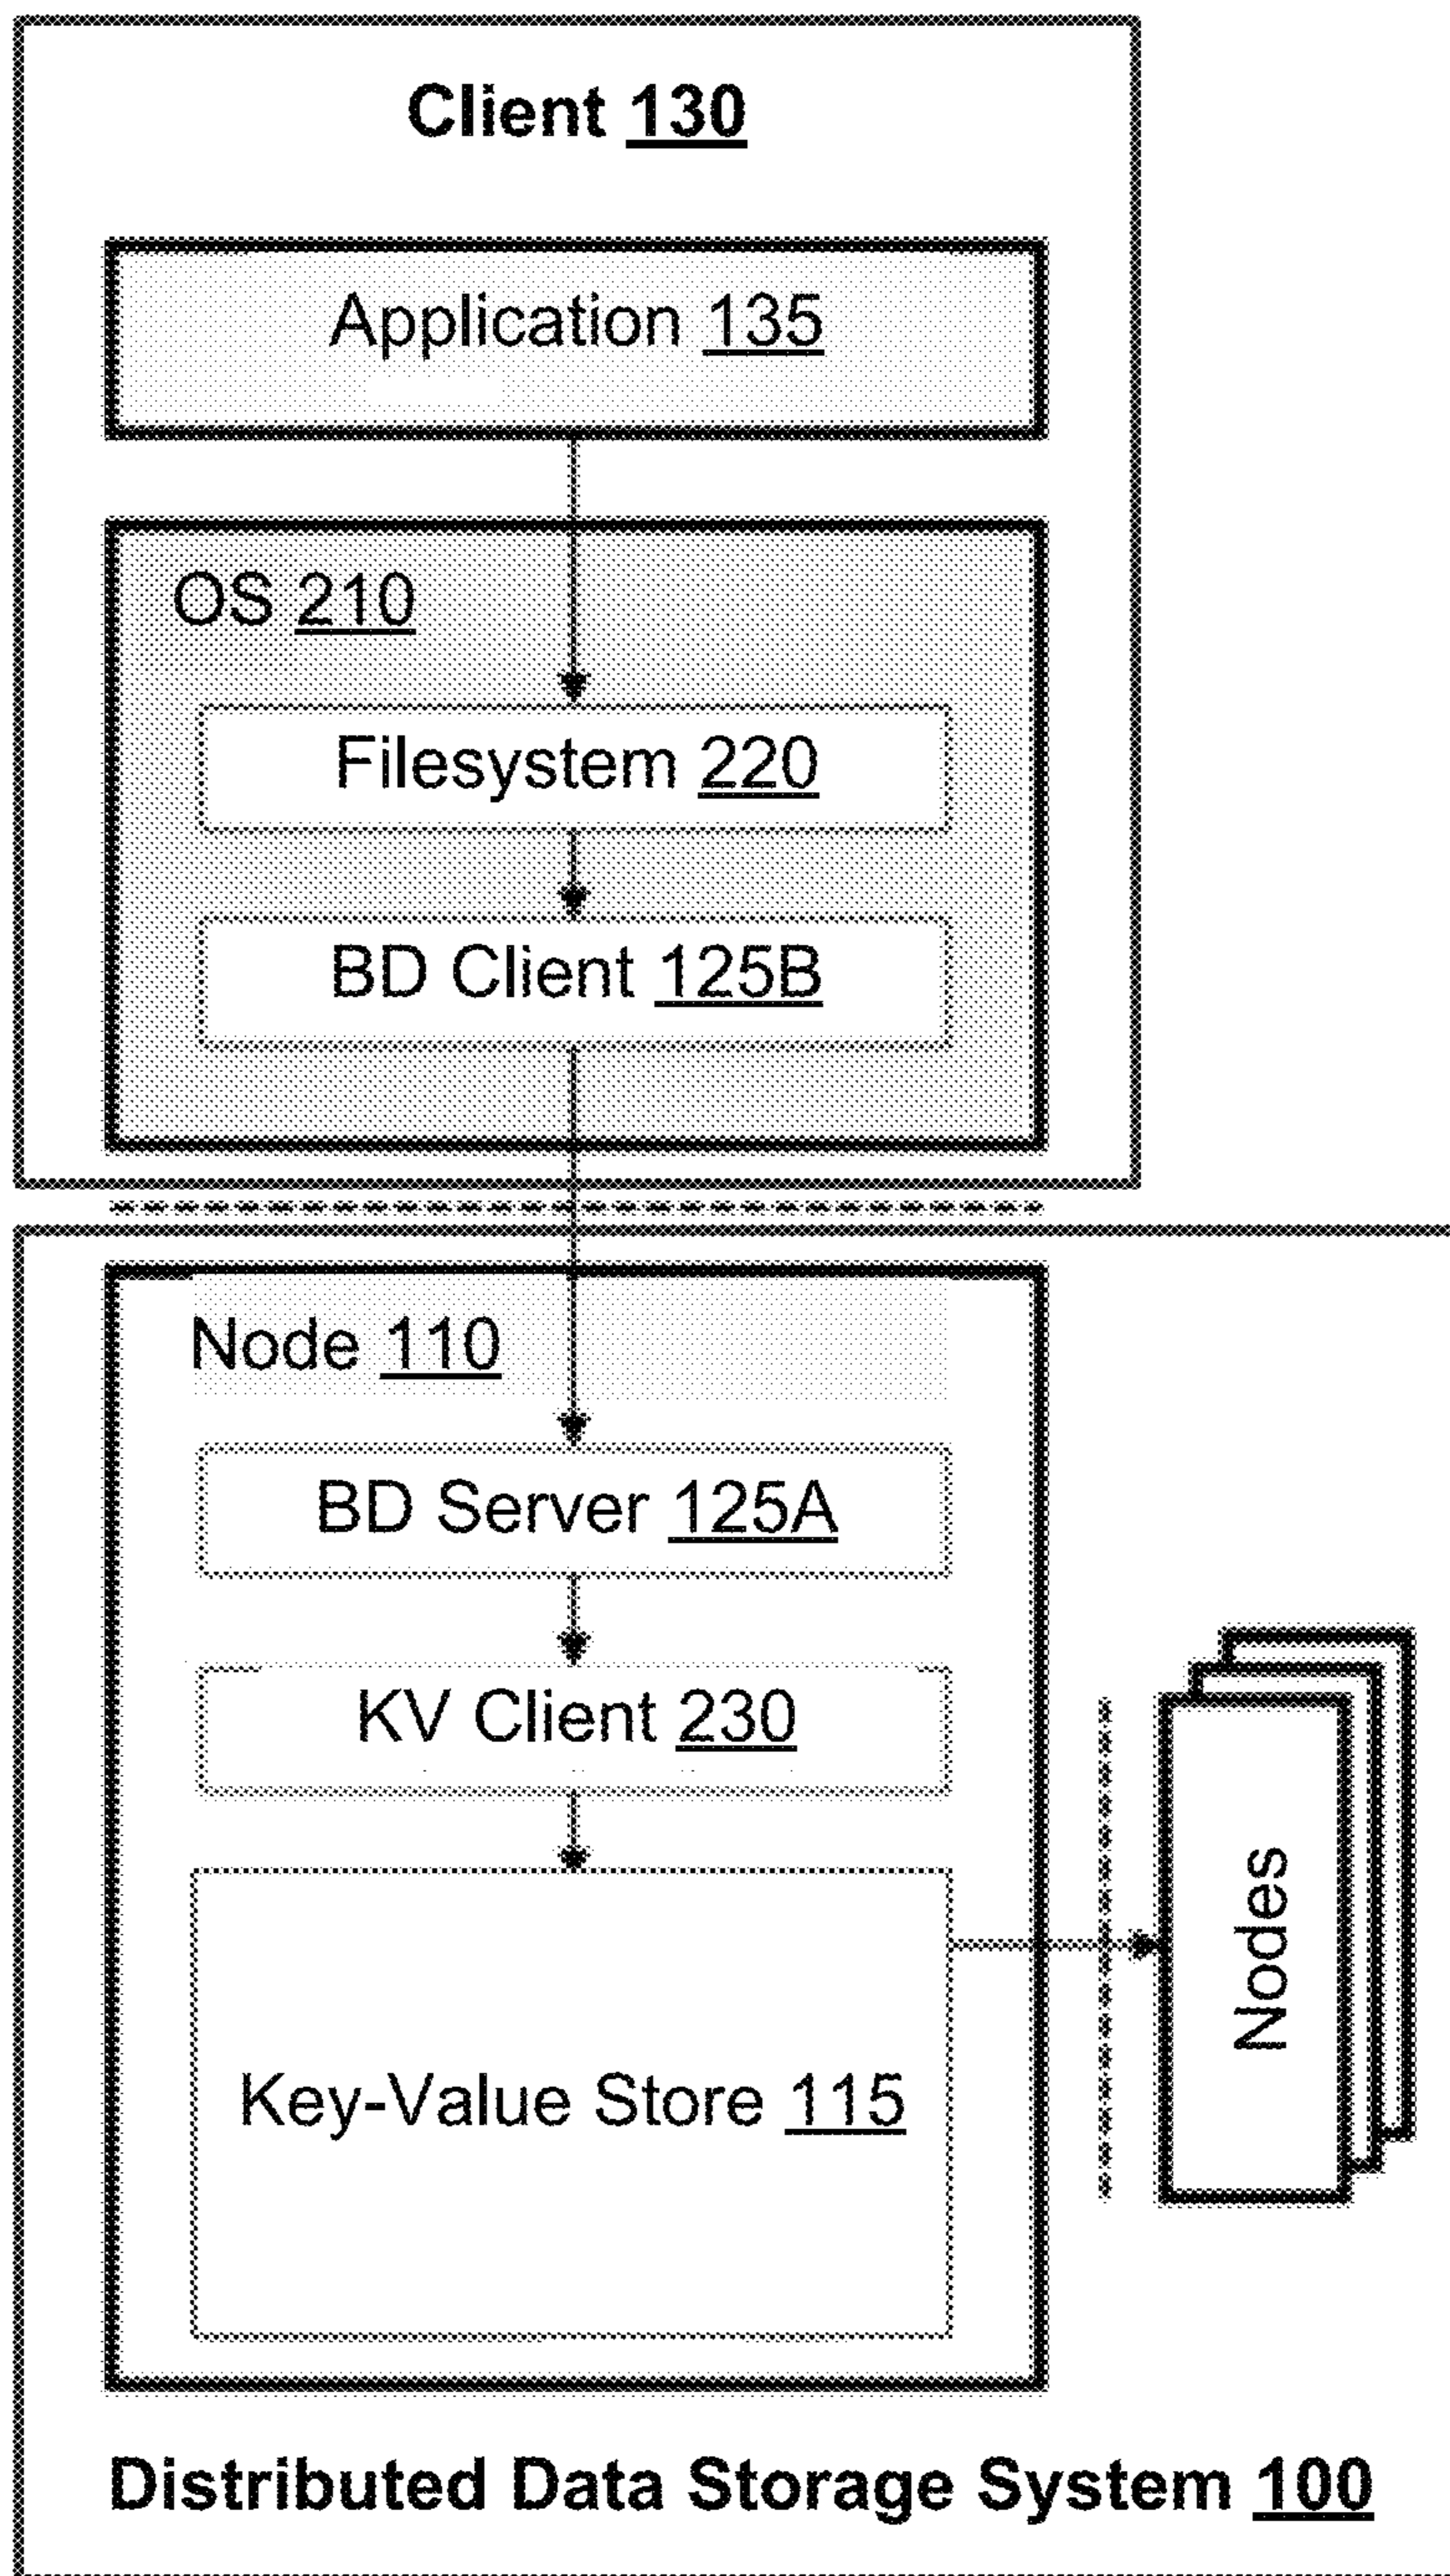 Client 130
Application 135
OS 210
Filesystem 220
BD Client 125B
Node 110
BD Server 125A
KV Client 230
Key-Value Store 115
Nodes
Distributed Data Storage System 100